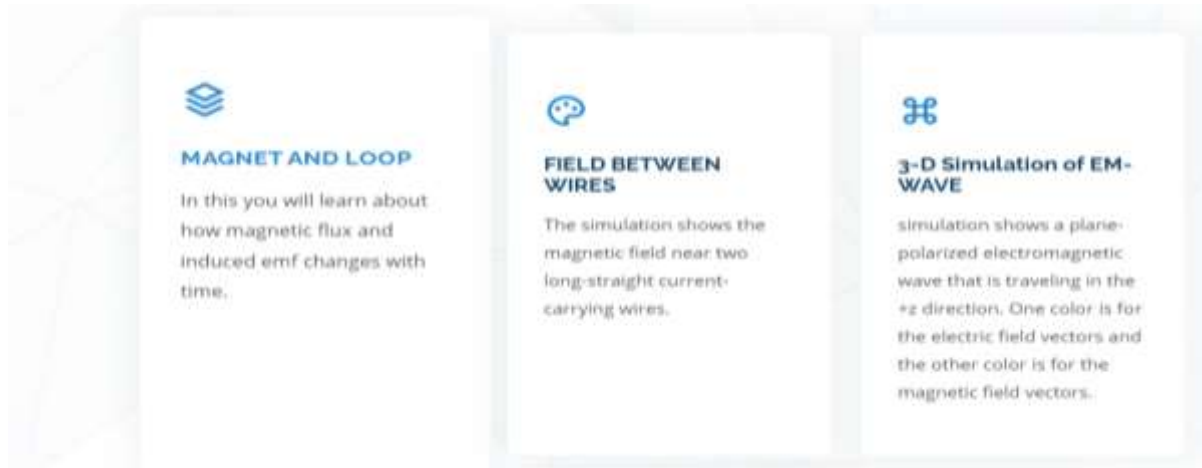 MAGNET AND LOOP
In this you will learn about
how magnetic flux and
induced emf changes with
time.
FIELD BETWEEN
WIRES
The simulation shows the
magnetic field near two
long-straight current-
carrying wires.
3-D Simulation of EM-
WAVE
simulation shows a plane-
polarized electromagnetic
wave that is traveling in the
+z direction. One color is for
the electric field vectors and
the other color is for the
magnetic field vectors.